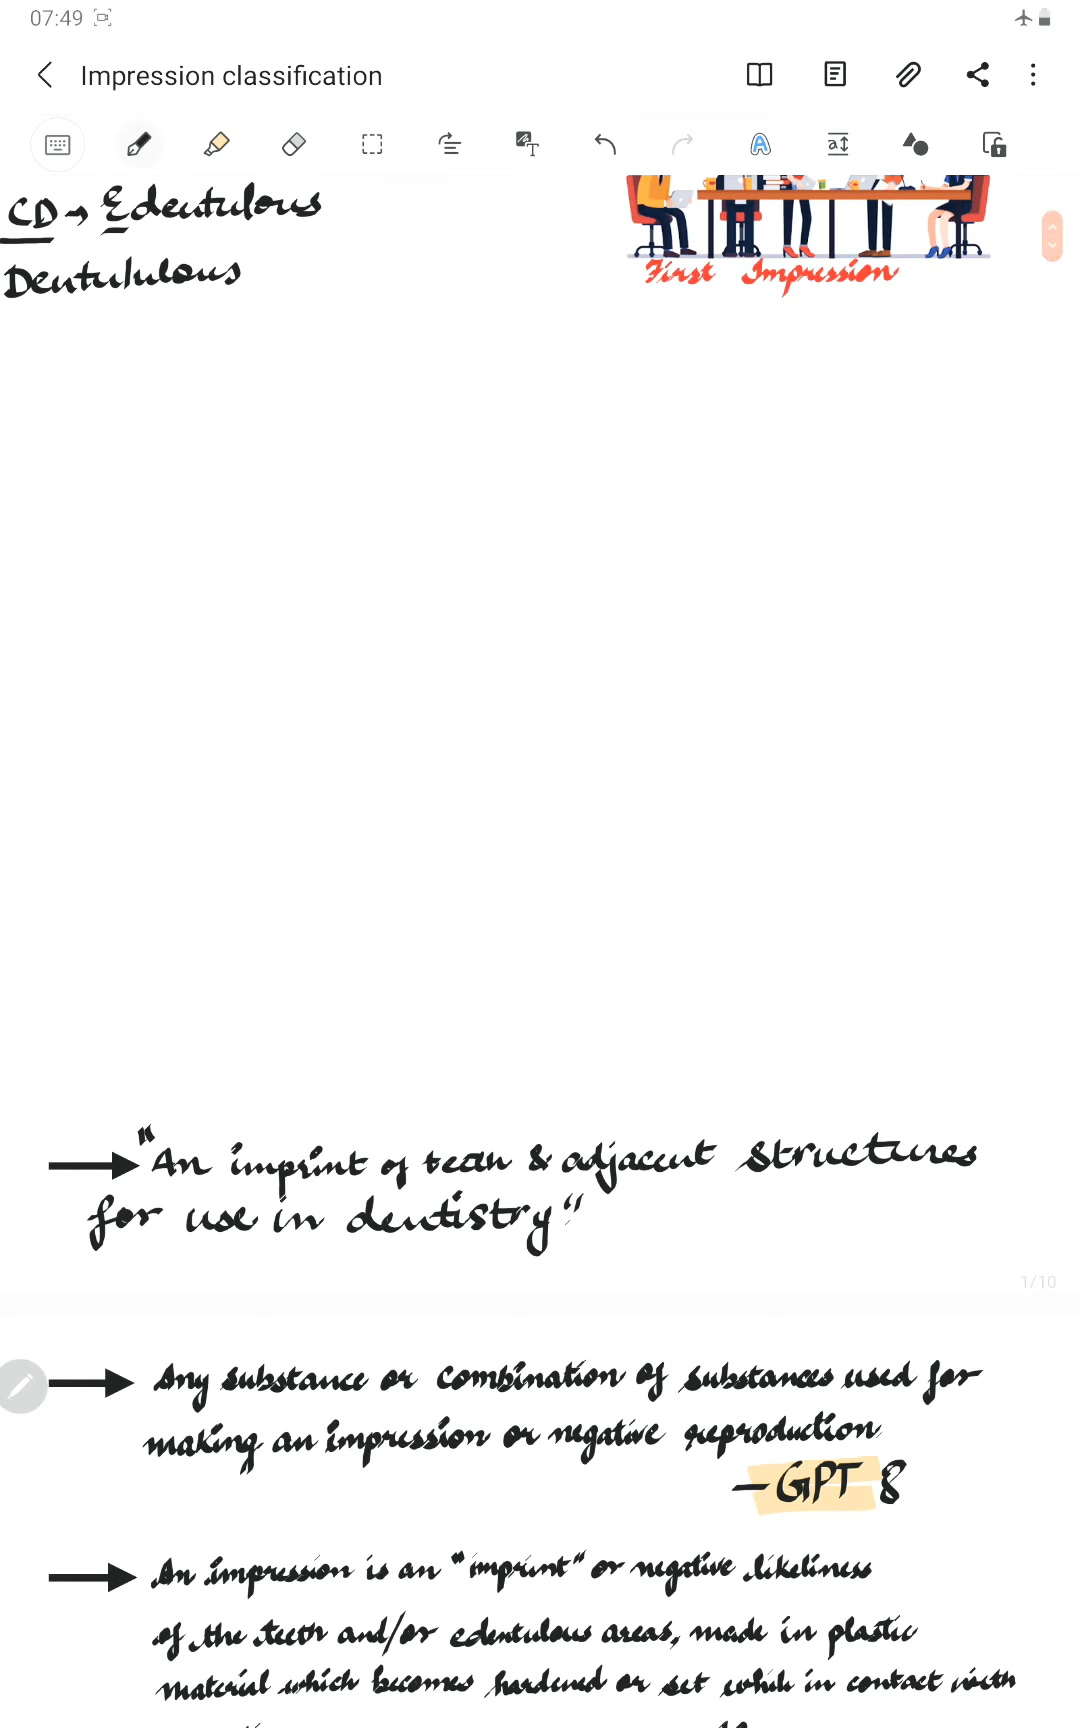 07:49
Impression classification
CD → Edentulous
Dentululous
First Impression
"An imprint of teeth & adjacent structures
for use in dentistry"
1/10
Any substance or combination of substances used for
making an impression or negative reproduction
— GPT 8
An impression is an "imprint" or negative likeliness
of the teeth and/or edentulous areas, made in plastic
material which becomes hardened or set while in contact with